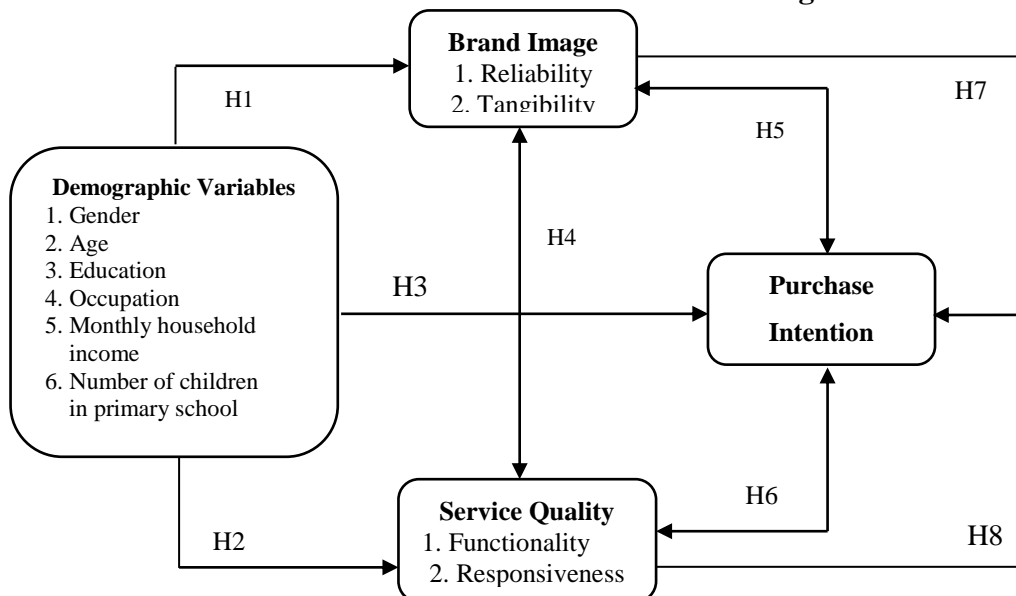 Brand Image
1. Reliability
2. Tangibility
H1
H7
H5
Demographic Variables
1. Gender
2. Age
3. Education
4. Occupation
5. Monthly household
income
6. Number of children
in primary school
H4
H3
Purchase
Intention
H6
Service Quality
1. Functionality
2. Responsiveness
H2
H8